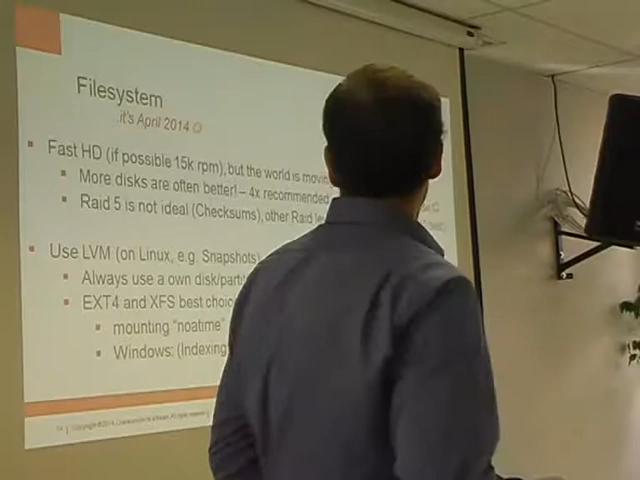 Filesystem
it's April 2014 ☺
Fast HD (if possible 15k rpm), but the world is movin
More disks are often better! – 4x recommended
Raid 5 is not ideal (Checksums), other Raid le
Use LVM (on Linux, e.g. Snapshots)
Always use a own disk/parti
EXT4 and XFS best choic
mounting "noatime"
Windows: (Indexing